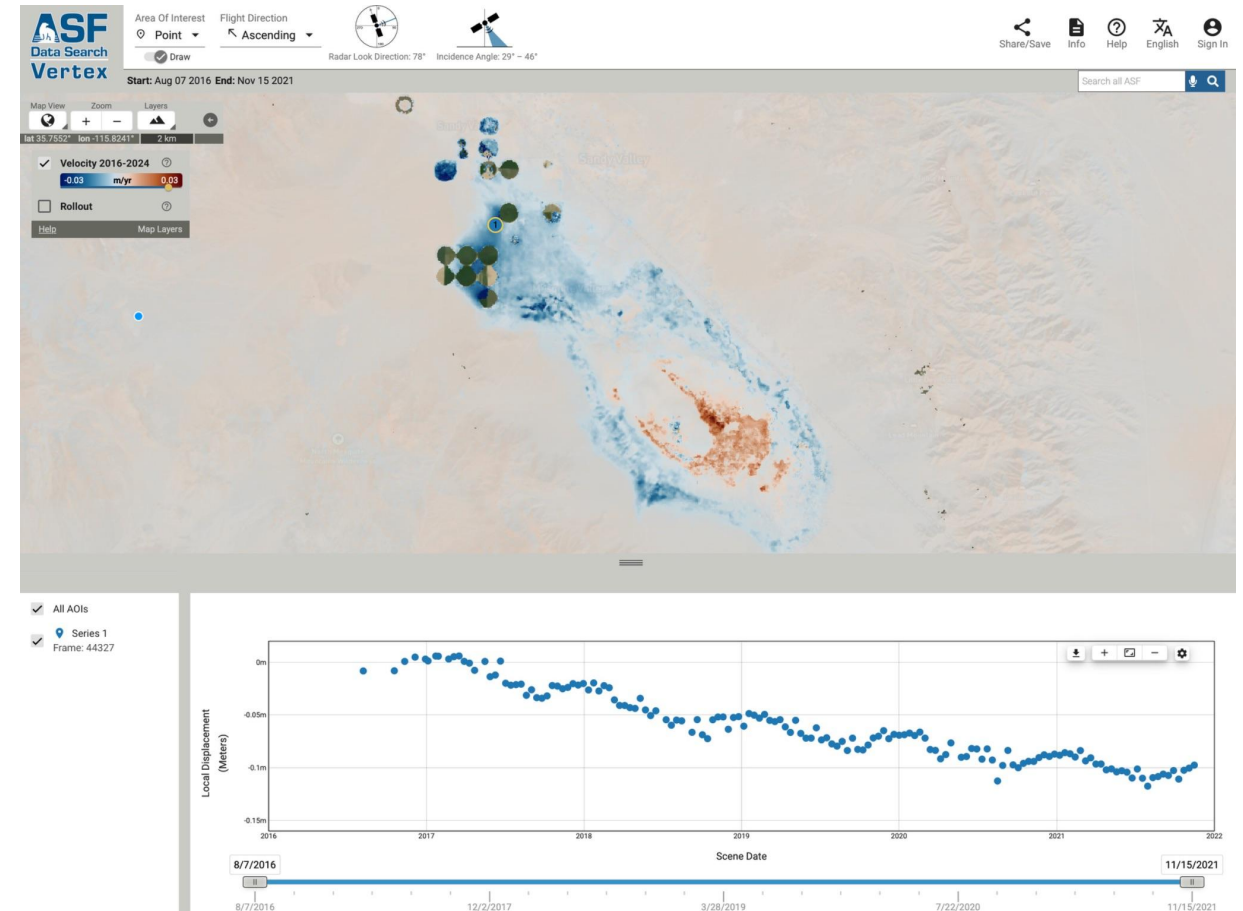 ASF
Data Search
Vertex
Area Of Interest
Point
Draw
Flight Direction
Ascending
Radar Look Direction: 78°
Incidence Angle: 29° – 46°
Share/Save
Info
Help
English
Sign In
Start: Aug 07 2016 End: Nov 15 2021
Search all ASF
Map View
Zoom
Layers
lat 35.7552° lon -115.8241°
2 km
Velocity 2016-2024
-0.03 m/yr 0.03
Rollout
Help
Map Layers
Sandy Valley
1
All AOIs
Series 1
Frame: 44327
Local Displacement
(Meters)
0m
-0.05m
-0.1m
-0.15m
2016
2017
2018
2019
2020
2021
2022
Scene Date
8/7/2016
11/15/2021
8/7/2016
12/2/2017
3/28/2019
7/22/2020
11/15/2021